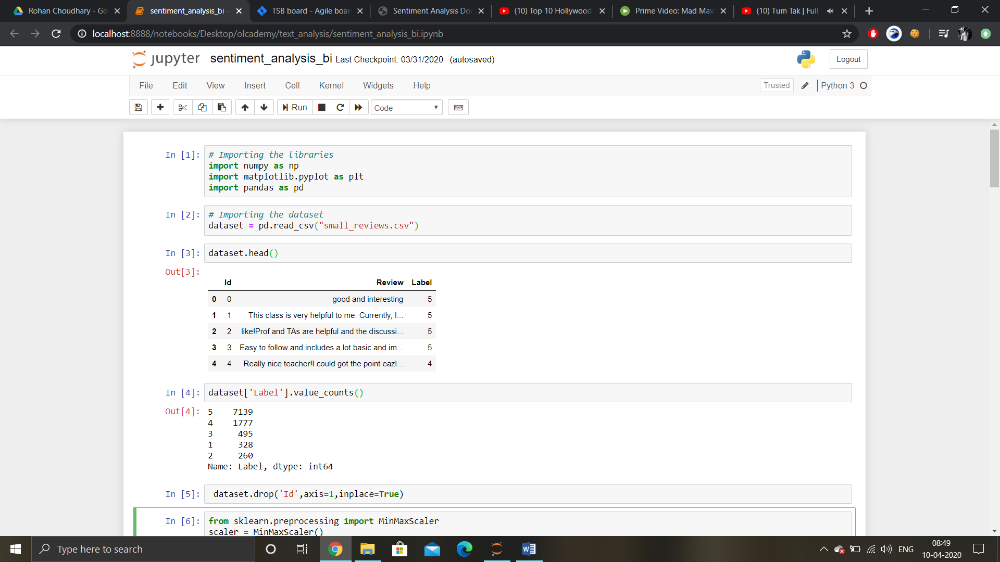 Rohan Choudhary - Go
sentiment_analysis_bi -
TSB board - Agile boar
Sentiment Analysis Doc
(10) Top 10 Hollywood
Prime Video: Mad Max
(10) Tum Tak | Full
localhost:8888/notebooks/Desktop/olcademy/text_analysis/sentiment_analysis_bi.ipynb
jupyter sentiment_analysis_bi Last Checkpoint: 03/31/2020 (autosaved)
Logout
File Edit View Insert Cell Kernel Widgets Help
Trusted Python 3
Run Code
In [1]: # Importing the libraries
import numpy as np
import matplotlib.pyplot as plt
import pandas as pd
In [2]: # Importing the dataset
dataset = pd.read_csv("small_reviews.csv")
In [3]: dataset.head()
Out[3]:
Id Review Label
0 0 good and interesting 5
1 1 This class is very helpful to me. Currently, I... 5
2 2 like!Prof and TAs are helpful and the discussi... 5
3 3 Easy to follow and includes a lot basic and im... 5
4 4 Really nice teacher!I could got the point eazl... 4
In [4]: dataset['Label'].value_counts()
Out[4]: 5 7139
4 1777
3 495
1 328
2 260
Name: Label, dtype: int64
In [5]: dataset.drop('Id',axis=1,inplace=True)
In [6]: from sklearn.preprocessing import MinMaxScaler
scaler = MinMaxScaler()
Type here to search
ENG
08:49
10-04-2020